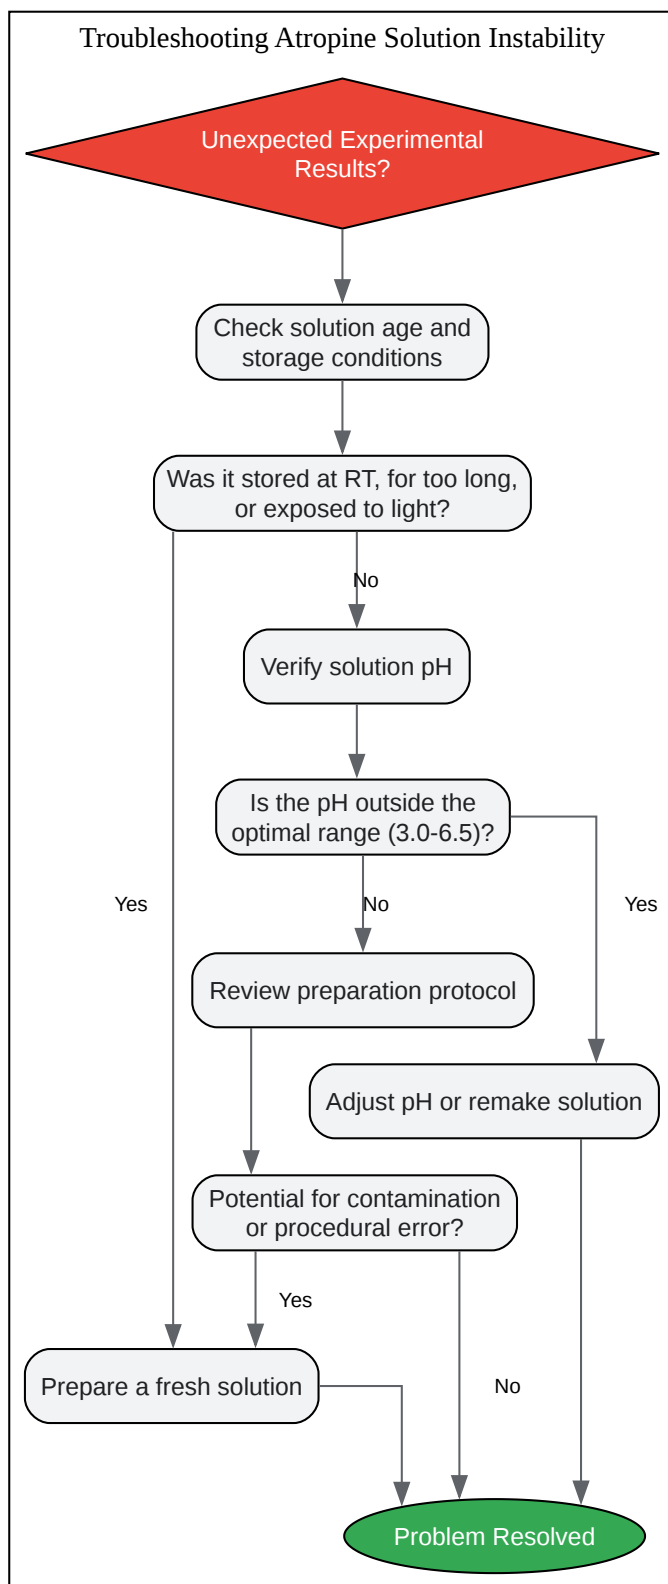 Troubleshooting Atropine Solution Instability
Unexpected Experimental
Results?
Check solution age and
storage conditions
Was it stored at RT, for too long,
or exposed to light?
No
Verify solution pH
Is the pH outside the
optimal range (3.0-6.5)?
Yes
No
Yes
Review preparation protocol
Adjust pH or remake solution
Potential for contamination
or procedural error?
Yes
Prepare a fresh solution
No
Problem Resolved